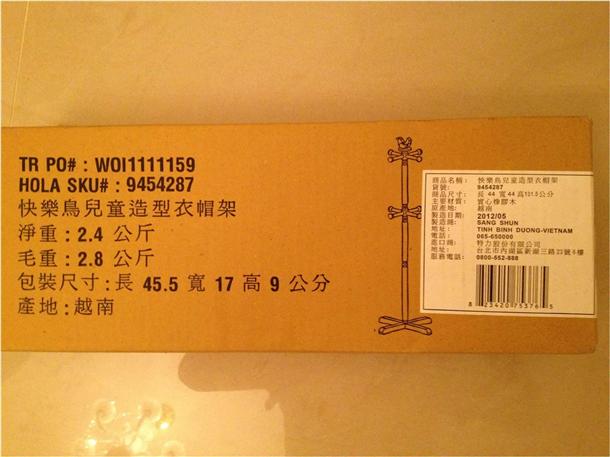 TR PO# : WOI1111159
HOLA SKU# : 9454287
快樂鳥兒童造型衣帽架
淨重 : 2.4 公斤
毛重 : 2.8 公斤
包裝尺寸 : 長 45.5 寬 17 高 9 公分
產地 : 越南
商品名稱: 快樂鳥兒童造型衣帽架
貨號: 9454287
商品尺寸: 長 44 寬 44 高101.5公分
主要材質: 實心橡膠木
原產地: 越南
製造日期: 2012/05
製造商: SANG SHUN
地址: TINH BINH DUONG-VIETNAM
電話: 065-650000
進口商: 特力股份有限公司
地址: 台北市內湖區新湖三路四號6樓
服務電話: 0800-552-888
8 23420 75376 5